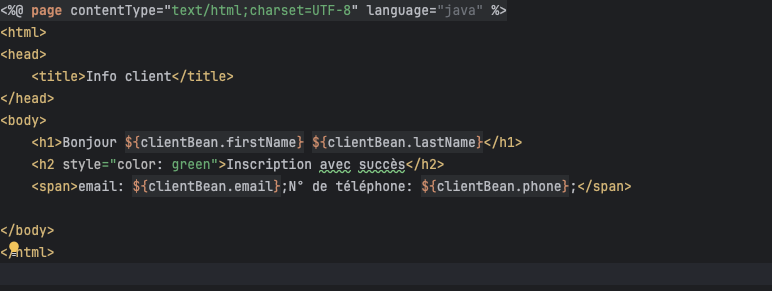 <%@ page contentType="text/html;charset=UTF-8" language="java" %>
<html>
<head>
    <title>Info client</title>
</head>
<body>
    <h1>Bonjour ${clientBean.firstName} ${clientBean.lastName}</h1>
    <h2 style="color: green">Inscription avec succès</h2>
    <span>email: ${clientBean.email};N° de téléphone: ${clientBean.phone};</span>

</body>
</html>